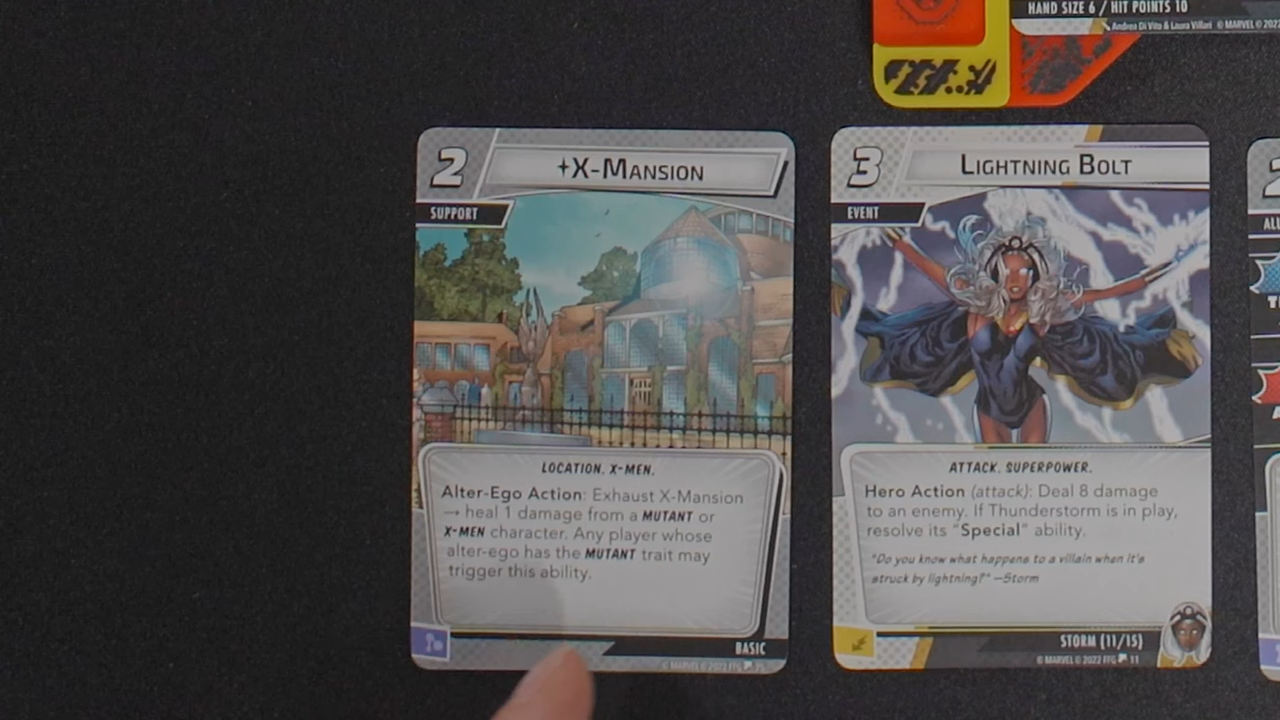 HAND SIZE 6 / HIT POINTS 10
Andrea Di Vito & Laura Villari © MARVEL © 2022
2
X-MANSION
SUPPORT
LOCATION. X-MEN.
Alter-Ego Action: Exhaust X-Mansion
→ heal 1 damage from a MUTANT or
X-MEN character. Any player whose
alter-ego has the MUTANT trait may
trigger this ability.
BASIC
© MARVEL © 2022 FFG
3
LIGHTNING BOLT
EVENT
ATTACK. SUPERPOWER.
Hero Action (attack): Deal 8 damage
to an enemy. If Thunderstorm is in play,
resolve its "Special" ability.
"Do you know what happens to a villain when it's
struck by lightning?" —Storm
STORM (11/15)
© MARVEL © 2022 FFG 11